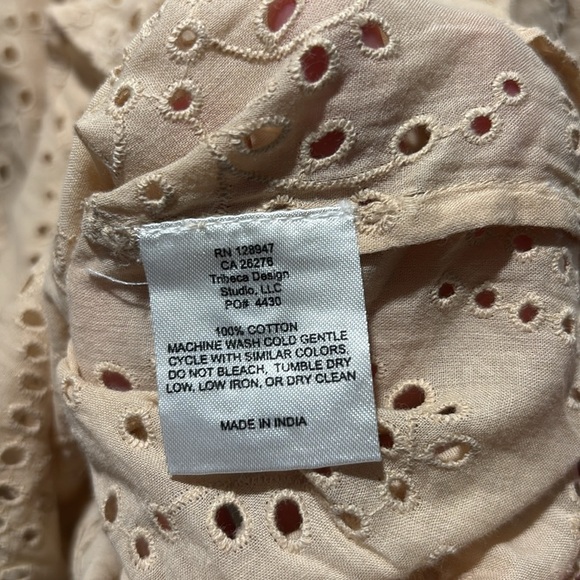 RN 128947
CA 26276
Tribeca Design
Studio, LLC
PO# 4430
100% COTTON
MACHINE WASH COLD GENTLE
CYCLE WITH SIMILAR COLORS,
DO NOT BLEACH, TUMBLE DRY
LOW, LOW IRON, OR DRY CLEAN
MADE IN INDIA